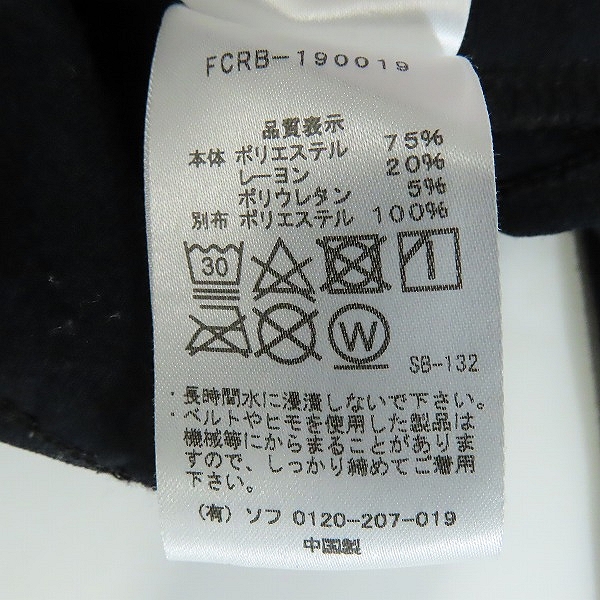 FCRB-190019
品質表示
本体 ポリエステル 75%
レーヨン 20%
ポリウレタン 5%
別布 ポリエステル 100%
30
W
SB-132
・長時間水に浸漬しないで下さい。
・ベルトやヒモを使用した製品は
機械等にからまることがありま
すので、しっかり締めてご着用
下さい。
(有) ソフ 0120-207-019
中国製